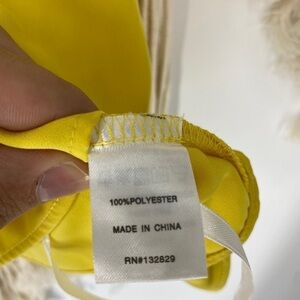 100%POLYESTER
MADE IN CHINA
RN#132829